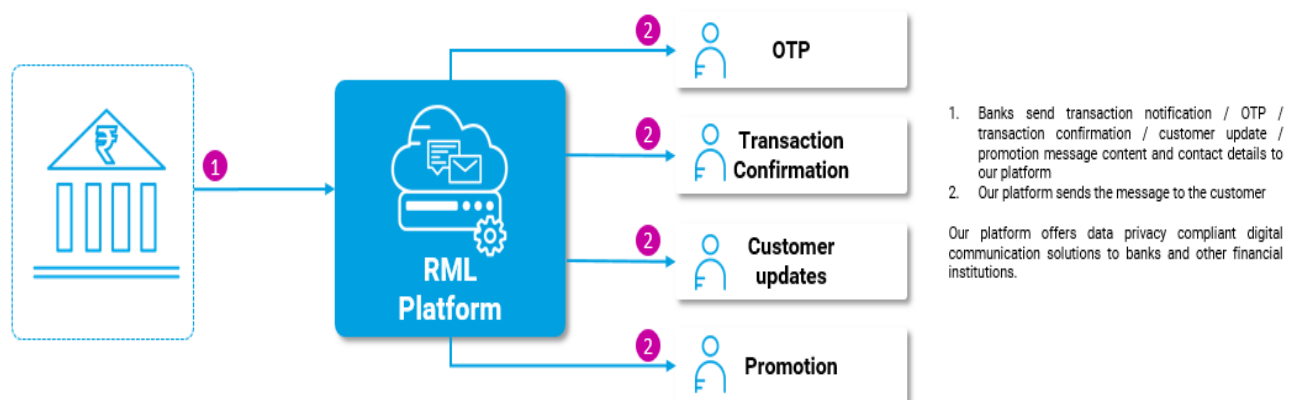 ₹
1
RML
Platform
2
OTP
2
Transaction
Confirmation
2
Customer
updates
2
Promotion
1. Banks send transaction notification / OTP /
transaction confirmation / customer update /
promotion message content and contact details to
our platform
2. Our platform sends the message to the customer
Our platform offers data privacy compliant digital
communication solutions to banks and other financial
institutions.